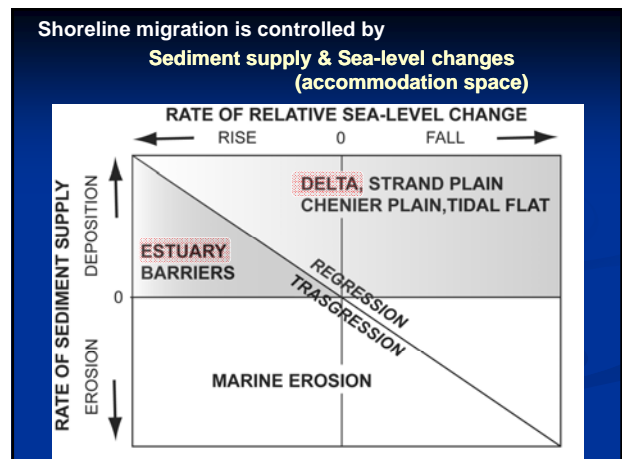 Shoreline migration is controlled by
Sediment supply & Sea-level changes
(accommodation space)
RATE OF RELATIVE SEA-LEVEL CHANGE
RISE 0 FALL
RATE OF SEDIMENT SUPPLY
DEPOSITION
0
EROSION
DELTA, STRAND PLAIN
CHENIER PLAIN,TIDAL FLAT
ESTUARY
BARRIERS
REGRESSION
TRASGRESSION
MARINE EROSION